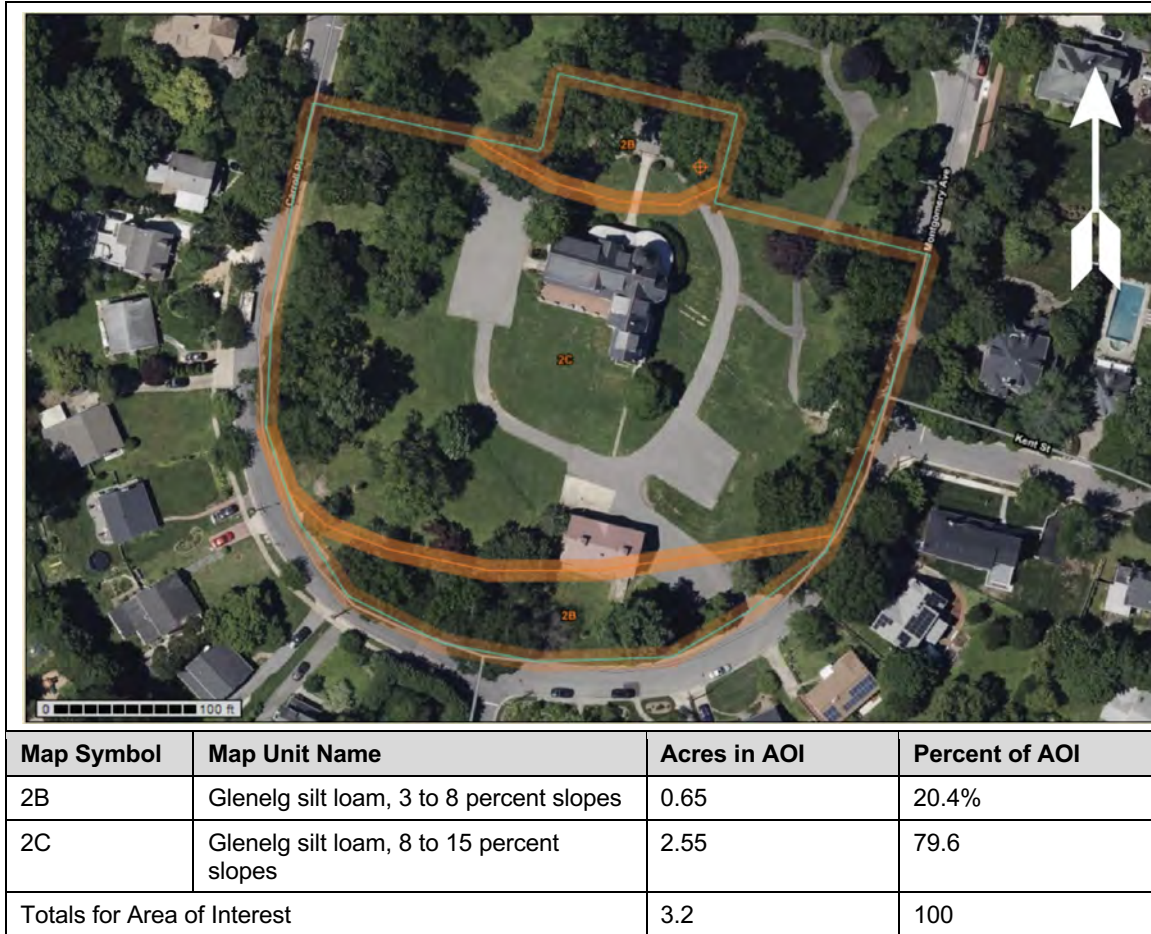 2B
Carroll Pl
Montgomery Ave
2C
Kent St
2B
0 100 ft
Map Symbol Map Unit Name Acres in AOI Percent of AOI
2B Glenelg silt loam, 3 to 8 percent slopes 0.65 20.4%
2C Glenelg silt loam, 8 to 15 percent 2.55 79.6
slopes
Totals for Area of Interest 3.2 100